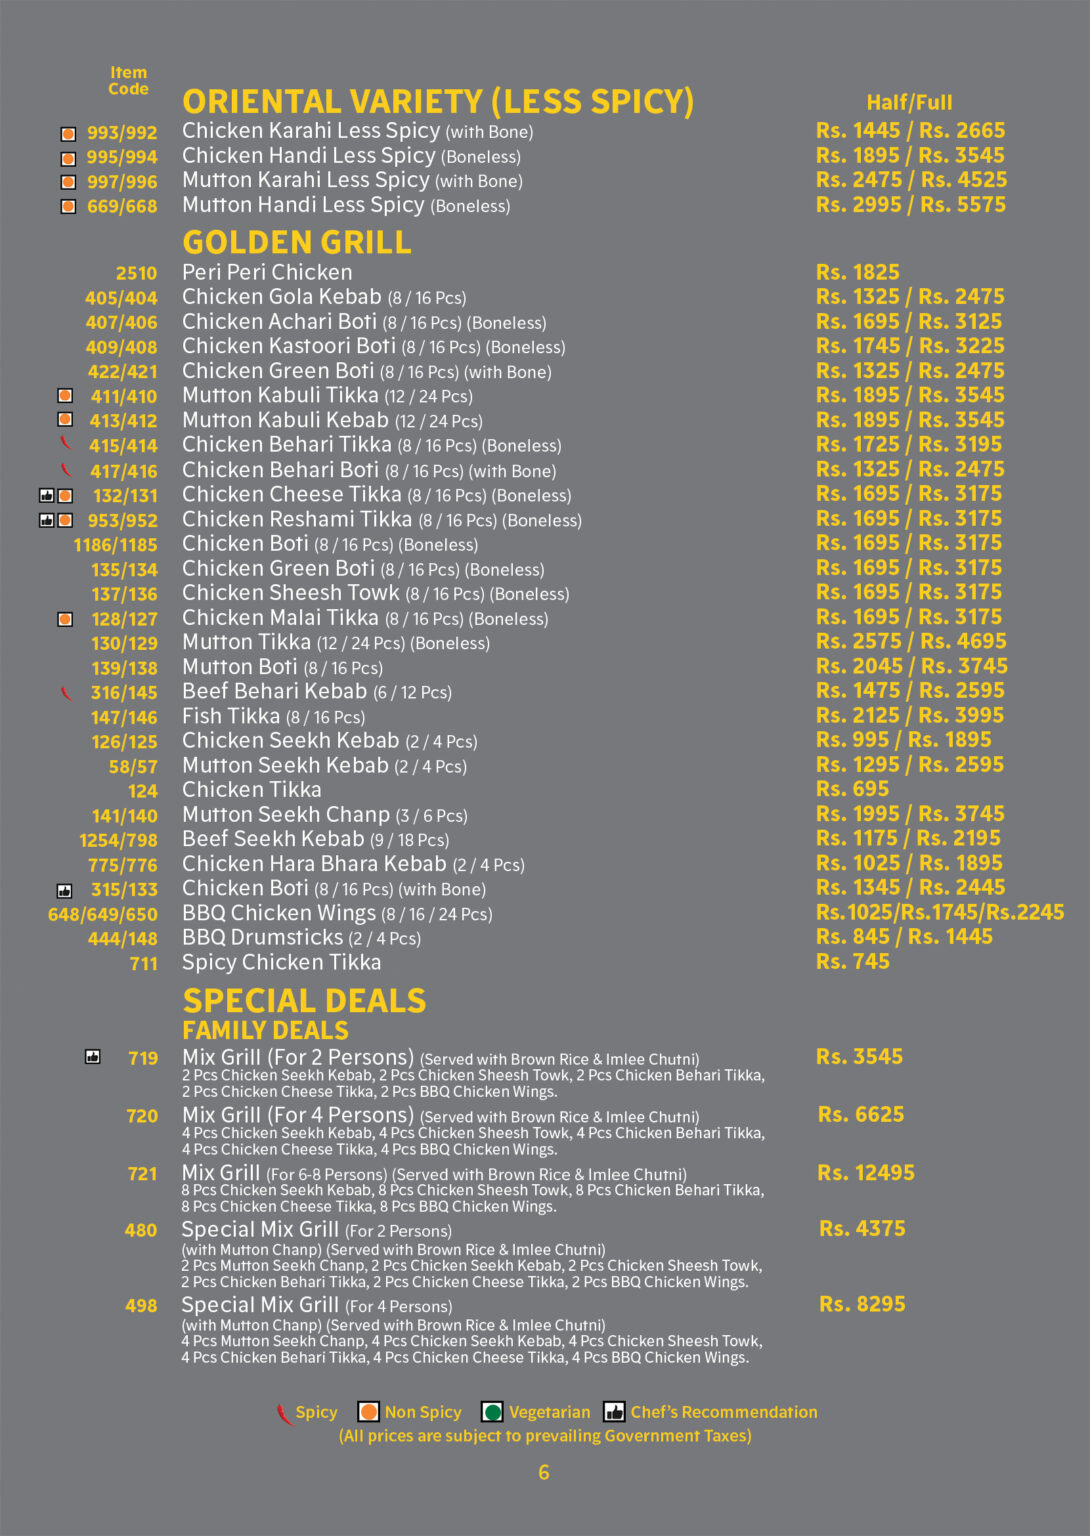 Item
Code
ORIENTAL VARIETY (LESS SPICY) Half/Full
993/992 Chicken Karahi Less Spicy (with Bone) Rs. 1445 / Rs. 2665
995/994 Chicken Handi Less Spicy (Boneless) Rs. 1895 / Rs. 3545
997/996 Mutton Karahi Less Spicy (with Bone) Rs. 2475 / Rs. 4525
669/668 Mutton Handi Less Spicy (Boneless) Rs. 2995 / Rs. 5575
GOLDEN GRILL
2510 Peri Peri Chicken Rs. 1825
405/404 Chicken Gola Kebab (8 / 16 Pcs) Rs. 1325 / Rs. 2475
407/406 Chicken Achari Boti (8 / 16 Pcs) (Boneless) Rs. 1695 / Rs. 3125
409/408 Chicken Kastoori Boti (8 / 16 Pcs) (Boneless) Rs. 1745 / Rs. 3225
422/421 Chicken Green Boti (8 / 16 Pcs) (with Bone) Rs. 1325 / Rs. 2475
411/410 Mutton Kabuli Tikka (12 / 24 Pcs) Rs. 1895 / Rs. 3545
413/412 Mutton Kabuli Kebab (12 / 24 Pcs) Rs. 1895 / Rs. 3545
415/414 Chicken Behari Tikka (8 / 16 Pcs) (Boneless) Rs. 1725 / Rs. 3195
417/416 Chicken Behari Boti (8 / 16 Pcs) (with Bone) Rs. 1325 / Rs. 2475
132/131 Chicken Cheese Tikka (8 / 16 Pcs) (Boneless) Rs. 1695 / Rs. 3175
953/952 Chicken Reshami Tikka (8 / 16 Pcs) (Boneless) Rs. 1695 / Rs. 3175
1186/1185 Chicken Boti (8 / 16 Pcs) (Boneless) Rs. 1695 / Rs. 3175
135/134 Chicken Green Boti (8 / 16 Pcs) (Boneless) Rs. 1695 / Rs. 3175
137/136 Chicken Sheesh Towk (8 / 16 Pcs) (Boneless) Rs. 1695 / Rs. 3175
128/127 Chicken Malai Tikka (8 / 16 Pcs) (Boneless) Rs. 1695 / Rs. 3175
130/129 Mutton Tikka (12 / 24 Pcs) (Boneless) Rs. 2575 / Rs. 4695
139/138 Mutton Boti (8 / 16 Pcs) Rs. 2045 / Rs. 3745
316/145 Beef Behari Kebab (6 / 12 Pcs) Rs. 1475 / Rs. 2595
147/146 Fish Tikka (8 / 16 Pcs) Rs. 2125 / Rs. 3995
126/125 Chicken Seekh Kebab (2 / 4 Pcs) Rs. 995 / Rs. 1895
58/57 Mutton Seekh Kebab (2 / 4 Pcs) Rs. 1295 / Rs. 2595
124 Chicken Tikka Rs. 695
141/140 Mutton Seekh Chanp (3 / 6 Pcs) Rs. 1995 / Rs. 3745
1254/798 Beef Seekh Kebab (9 / 18 Pcs) Rs. 1175 / Rs. 2195
775/776 Chicken Hara Bhara Kebab (2 / 4 Pcs) Rs. 1025 / Rs. 1895
315/133 Chicken Boti (8 / 16 Pcs) (with Bone) Rs. 1345 / Rs. 2445
648/649/650 BBQ Chicken Wings (8 / 16 / 24 Pcs) Rs.1025/Rs.1745/Rs.2245
444/148 BBQ Drumsticks (2 / 4 Pcs) Rs. 845 / Rs. 1445
711 Spicy Chicken Tikka Rs. 745
SPECIAL DEALS
FAMILY DEALS
719 Mix Grill (For 2 Persons) (Served with Brown Rice & Imlee Chutni) Rs. 3545
2 Pcs Chicken Seekh Kebab, 2 Pcs Chicken Sheesh Towk, 2 Pcs Chicken Behari Tikka,
2 Pcs Chicken Cheese Tikka, 2 Pcs BBQ Chicken Wings.
720 Mix Grill (For 4 Persons) (Served with Brown Rice & Imlee Chutni) Rs. 6625
4 Pcs Chicken Seekh Kebab, 4 Pcs Chicken Sheesh Towk, 4 Pcs Chicken Behari Tikka,
4 Pcs Chicken Cheese Tikka, 4 Pcs BBQ Chicken Wings.
721 Mix Grill (For 6-8 Persons) (Served with Brown Rice & Imlee Chutni) Rs. 12495
8 Pcs Chicken Seekh Kebab, 8 Pcs Chicken Sheesh Towk, 8 Pcs Chicken Behari Tikka,
8 Pcs Chicken Cheese Tikka, 8 Pcs BBQ Chicken Wings.
480 Special Mix Grill (For 2 Persons) Rs. 4375
(with Mutton Chanp) (Served with Brown Rice & Imlee Chutni)
2 Pcs Mutton Seekh Chanp, 2 Pcs Chicken Seekh Kebab, 2 Pcs Chicken Sheesh Towk,
2 Pcs Chicken Behari Tikka, 2 Pcs Chicken Cheese Tikka, 2 Pcs BBQ Chicken Wings.
498 Special Mix Grill (For 4 Persons) Rs. 8295
(with Mutton Chanp) (Served with Brown Rice & Imlee Chutni)
4 Pcs Mutton Seekh Chanp, 4 Pcs Chicken Seekh Kebab, 4 Pcs Chicken Sheesh Towk,
4 Pcs Chicken Behari Tikka, 4 Pcs Chicken Cheese Tikka, 4 Pcs BBQ Chicken Wings.
Spicy Non Spicy Vegetarian Chef's Recommendation
(All prices are subject to prevailing Government Taxes)
6